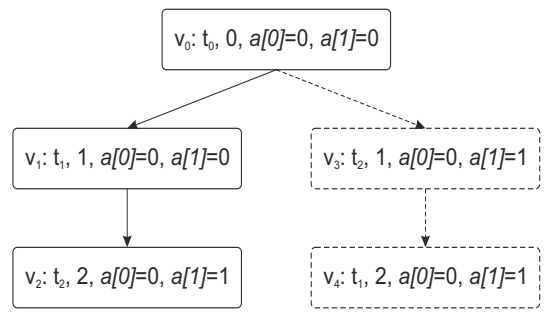 v₀: t₀, 0, a[0]=0, a[1]=0
v₁: t₁, 1, a[0]=0, a[1]=0
v₃: t₂, 1, a[0]=0, a[1]=1
v₂: t₂, 2, a[0]=0, a[1]=1
v₄: t₁, 2, a[0]=0, a[1]=1